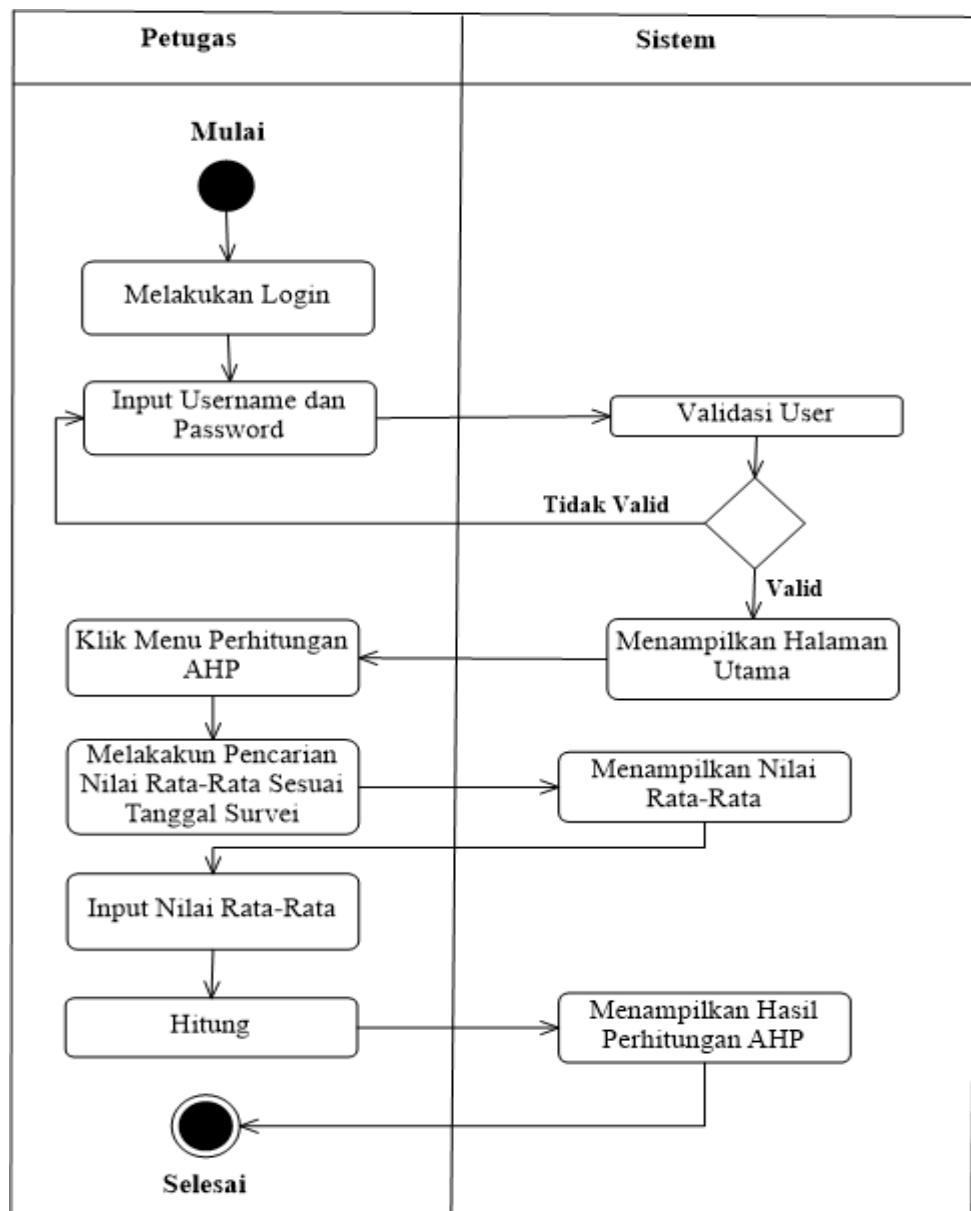 Petugas
Sistem
Mulai
Melakukan Login
Input Username dan
Password
Validasi User
Tidak Valid
Valid
Menampilkan Halaman
Utama
Klik Menu Perhitungan
AHP
Melakakun Pencarian
Nilai Rata-Rata Sesuai
Tanggal Survei
Menampilkan Nilai
Rata-Rata
Input Nilai Rata-Rata
Hitung
Menampilkan Hasil
Perhitungan AHP
Selesai